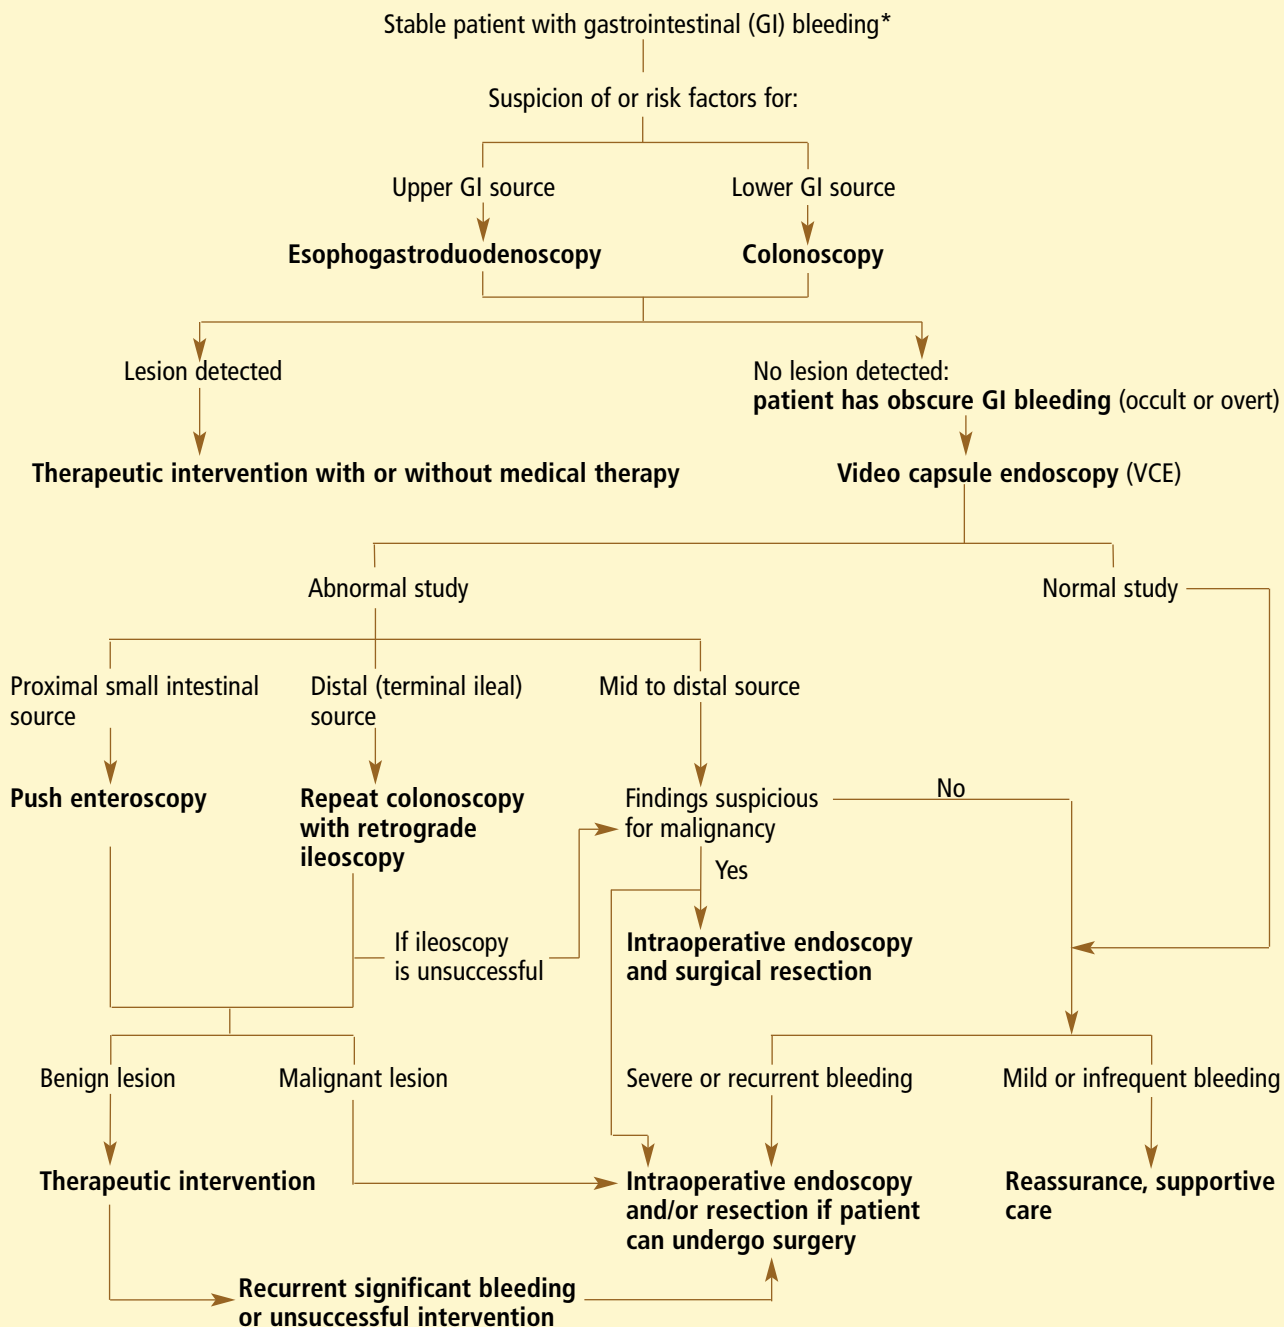 Stable patient with gastrointestinal (GI) bleeding*
Suspicion of or risk factors for:
Upper GI source
Lower GI source
Esophogastroduodenoscopy
Colonoscopy
Lesion detected
No lesion detected:
patient has obscure GI bleeding (occult or overt)
Therapeutic intervention with or without medical therapy
Video capsule endoscopy (VCE)
Abnormal study
Normal study
Proximal small intestinal
source
Distal (terminal ileal)
source
Mid to distal source
Push enteroscopy
Repeat colonoscopy
with retrograde
ileoscopy
Findings suspicious
for malignancy
No
Yes
If ileoscopy
is unsuccessful
Intraoperative endoscopy
and surgical resection
Benign lesion
Malignant lesion
Severe or recurrent bleeding
Mild or infrequent bleeding
Therapeutic intervention
Intraoperative endoscopy
and/or resection if patient
can undergo surgery
Reassurance, supportive
care
Recurrent significant bleeding
or unsuccessful intervention